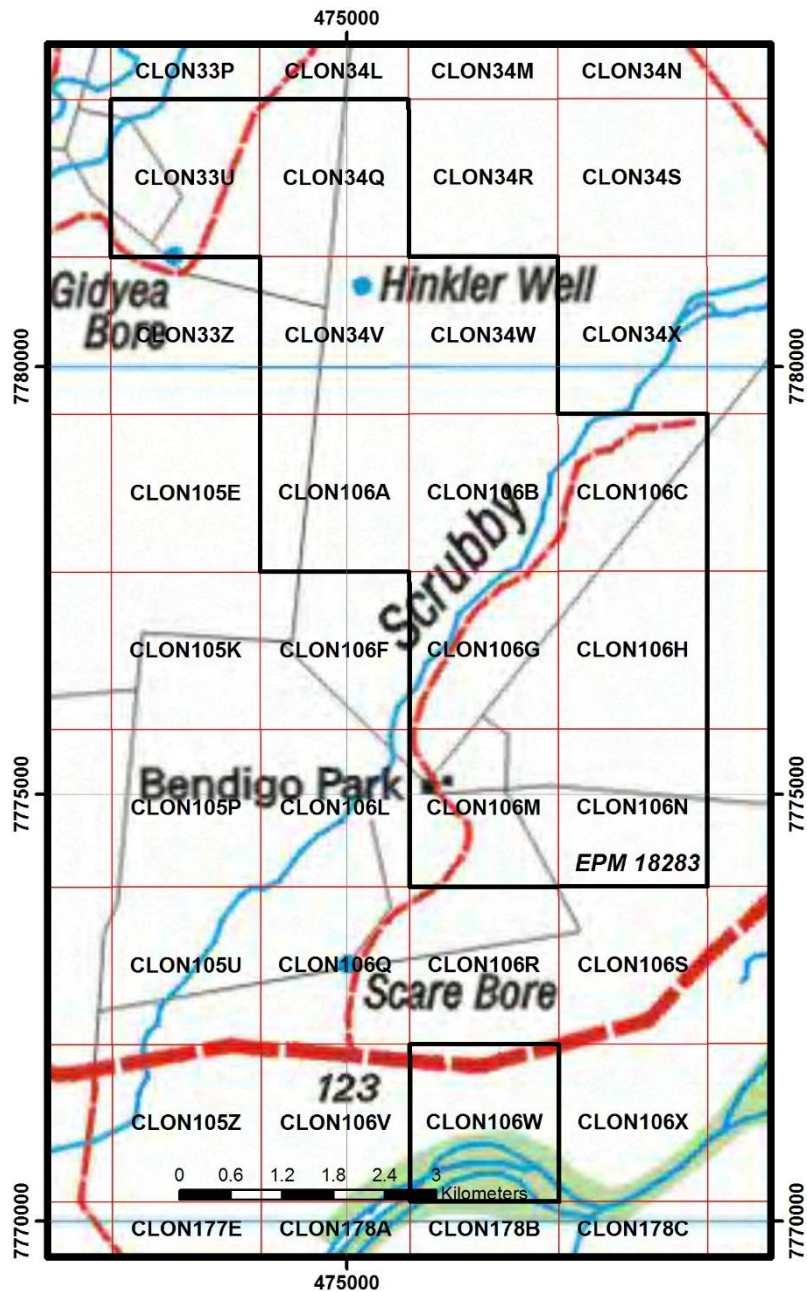 475000
CLON33P CLON34L CLON34M CLON34N
CLON33U CLON34Q CLON34R CLON34S
Gidyea
Bore
Hinkler Well
CLON33Z CLON34V CLON34W CLON34X
7780000 7780000
CLON105E CLON106A CLON106B CLON106C
Scrubby
CLON105K CLON106F CLON106G CLON106H
Bendigo Park
7775000 7775000
CLON105P CLON106L CLON106M CLON106N
EPM 18283
CLON105U CLON106Q CLON106R CLON106S
Scare Bore
123
CLON105Z CLON106V CLON106W CLON106X
0 0.6 1.2 1.8 2.4 3
Kilometers
7770000 7770000
CLON177E CLON178A CLON178B CLON178C
475000